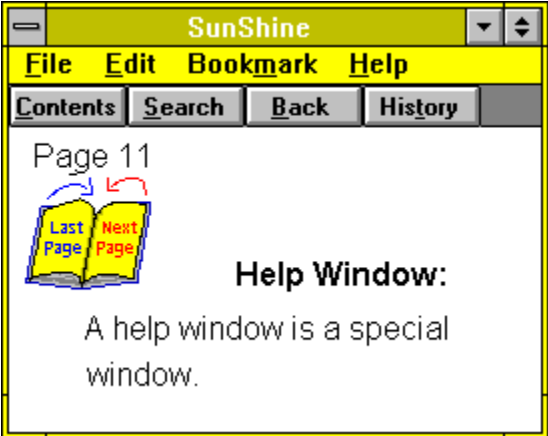 SunShine
File Edit Bookmark Help
Contents Search Back History
Page 11
Last Page Next Page
Help Window:
A help window is a special
window.